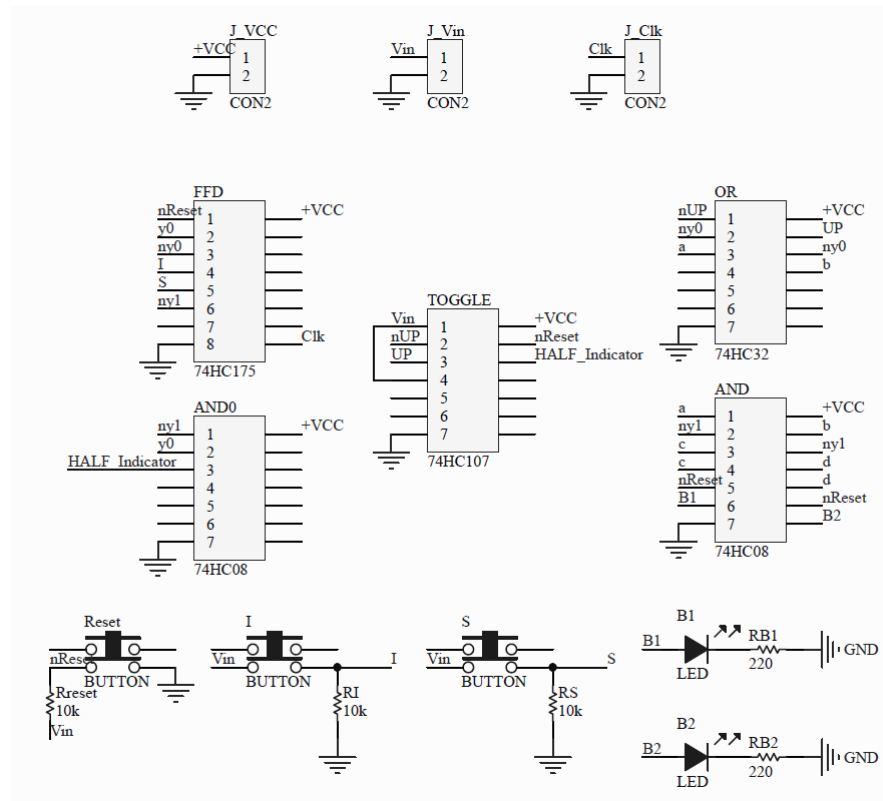 J_VCC
+VCC
1
2
CON2
J_Vin
Vin
1
2
CON2
J_Clk
Clk
1
2
CON2
FFD
nReset 1 +VCC
y0 2
ny0 3
I 4
S 5
ny1 6
7
8 Clk
74HC175
TOGGLE
Vin 1 +VCC
nUP 2 nReset
UP 3 HALF_Indicator
4
5
6
7
74HC107
OR
nUP 1 +VCC
ny0 2 UP
a 3 ny0
4 b
5
6
7
74HC32
AND0
ny1 1 +VCC
y0 2
HALF_Indicator 3
4
5
6
7
74HC08
AND
a 1 +VCC
ny1 2 b
c 3 ny1
c 4 d
nReset 5 d
B1 6 nReset
7 B2
74HC08
Reset
nReset
BUTTON
Rreset
10k
Vin
I
Vin
I
BUTTON
RI
10k
S
Vin
S
BUTTON
RS
10k
B1
B1
LED
RB1
220
GND
B2
B2
LED
RB2
220
GND